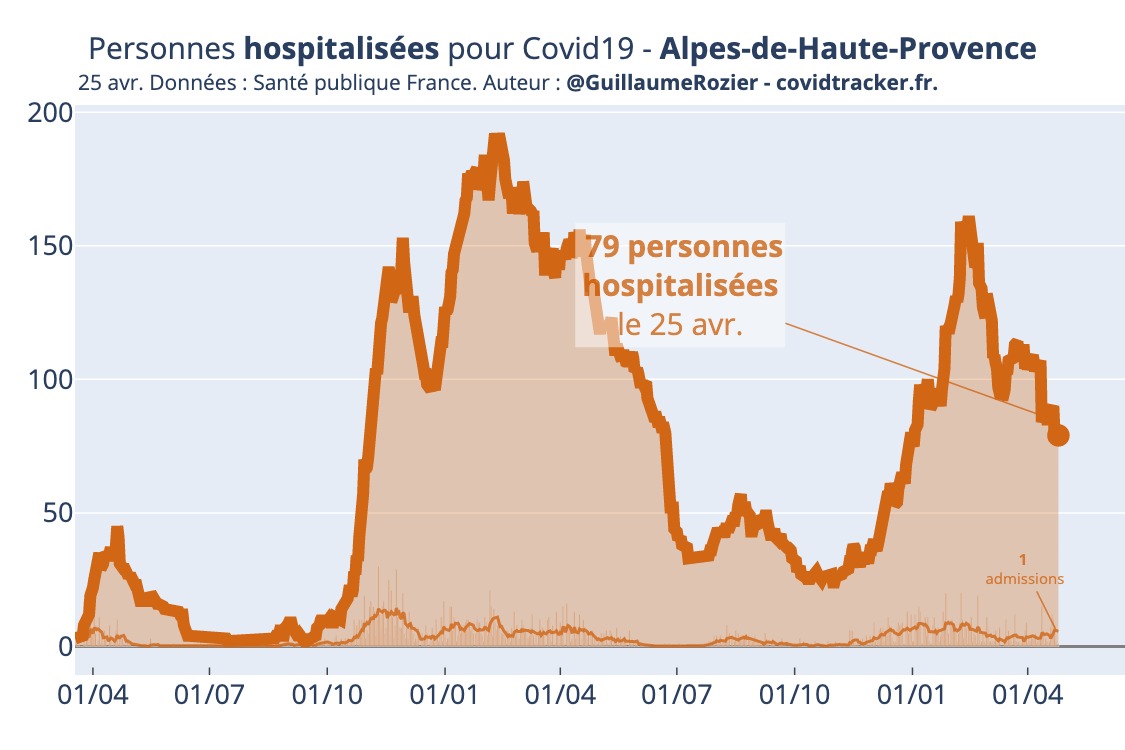 Personnes hospitalisées pour Covid19 - Alpes-de-Haute-Provence
25 avr. Données : Santé publique France. Auteur : @GuillaumeRozier - covidtracker.fr.
200
150
100
50
0
79 personnes
hospitalisées
le 25 avr.
1
admissions
01/04 01/07 01/10 01/01 01/04 01/07 01/10 01/01 01/04